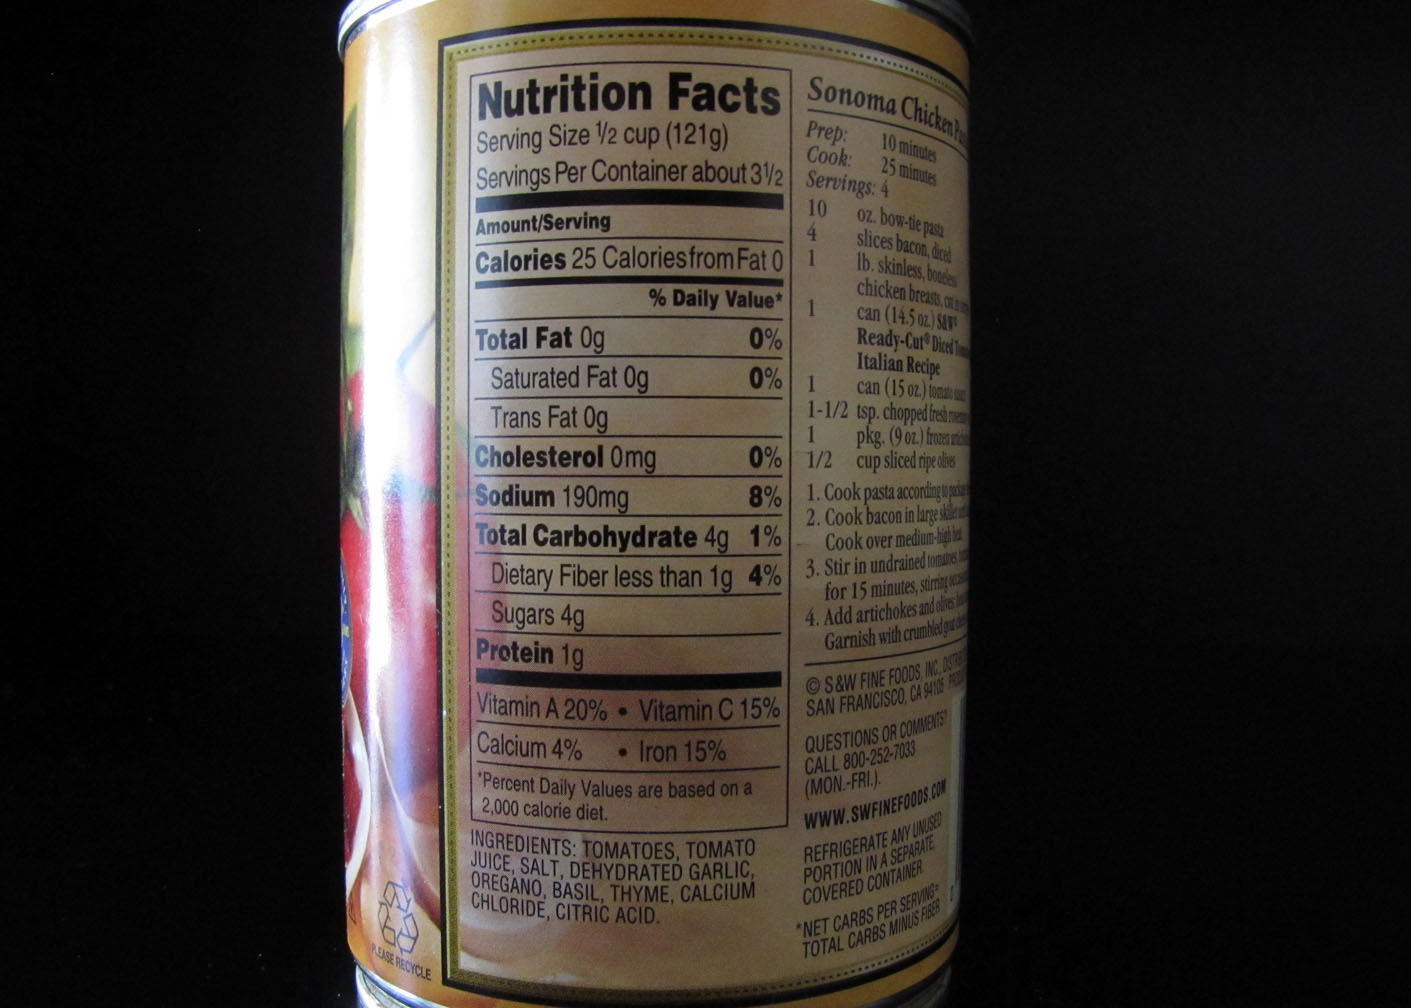 Nutrition Facts
Serving Size 1/2 cup (121g)
Servings Per Container about 3 1/2
Amount/Serving
Calories 25 Calories from Fat 0
% Daily Value*
Total Fat 0g 0%
Saturated Fat 0g 0%
Trans Fat 0g
Cholesterol 0mg 0%
Sodium 190mg 8%
Total Carbohydrate 4g 1%
Dietary Fiber less than 1g 4%
Sugars 4g
Protein 1g
Vitamin A 20% • Vitamin C 15%
Calcium 4% • Iron 15%
*Percent Daily Values are based on a
2,000 calorie diet.
INGREDIENTS: TOMATOES, TOMATO
JUICE, SALT, DEHYDRATED GARLIC,
OREGANO, BASIL, THYME, CALCIUM
CHLORIDE, CITRIC ACID.
PLEASE RECYCLE
Sonoma Chicken
Prep: 10 minutes
Cook: 25 minutes
Servings: 4
10 oz. bow-tie pasta
4 slices bacon, diced
1 lb. skinless, boneless
chicken breasts,
1 can (14.5 oz.) S&W®
Ready-Cut® Diced
Italian Recipe
1 can (15 oz.) tomato
1-1/2 tsp. chopped fresh
1 pkg. (9 oz.) frozen
1/2 cup sliced ripe olives
1. Cook pasta according to
2. Cook bacon in large skillet
Cook over medium-high heat
3. Stir in undrained tomatoes,
for 15 minutes, stirring
4. Add artichokes and olives;
Garnish with crumbled
© S&W FINE FOODS, INC.,
SAN FRANCISCO, CA 94105
QUESTIONS OR COMMENTS?
CALL 800-252-7033
(MON.-FRI.).
WWW.SWFINEFOODS.COM
REFRIGERATE ANY UNUSED
PORTION IN A SEPARATE,
COVERED CONTAINER.
*NET CARBS PER SERVING=
TOTAL CARBS MINUS FIBER